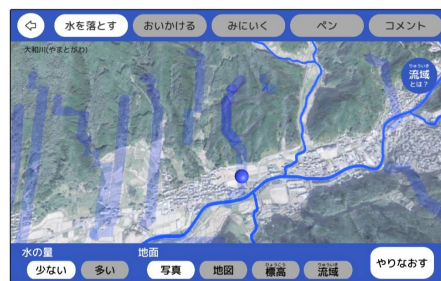 水を落とす おいかける みにいく ペン コメント
大和川(やまとがわ)
りゅういき
流域
とは?
水の量 地面
少ない 多い 写真 地図 標高 流域 やりなおす
ひょうこう りゅういき